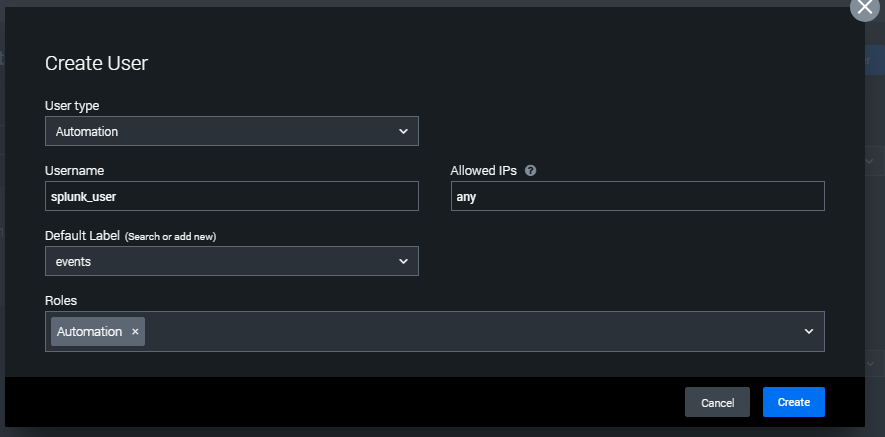 Create User
User type
Automation
Username
Allowed IPs ?
splunk_user
any
Default Label (Search or add new)
events
Roles
Automation ×
Cancel
Create